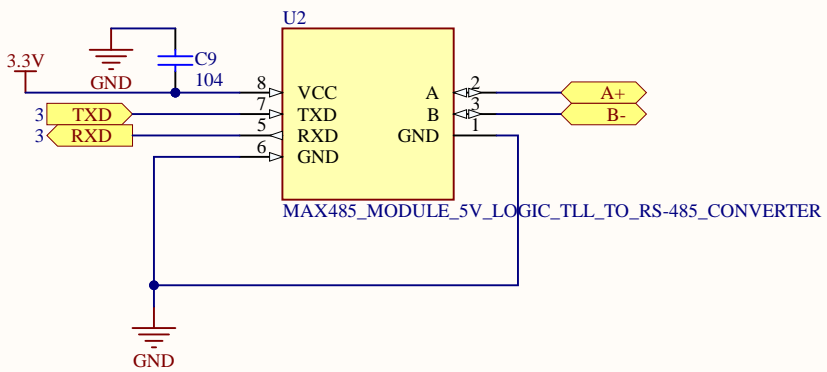 U2
3.3V
GND
C9
104
8 VCC
A 2 A+
3 TXD 7 TXD
B 3 B-
3 RXD 5 RXD
GND 1
6 GND
MAX485_MODULE_5V_LOGIC_TLL_TO_RS-485_CONVERTER
GND